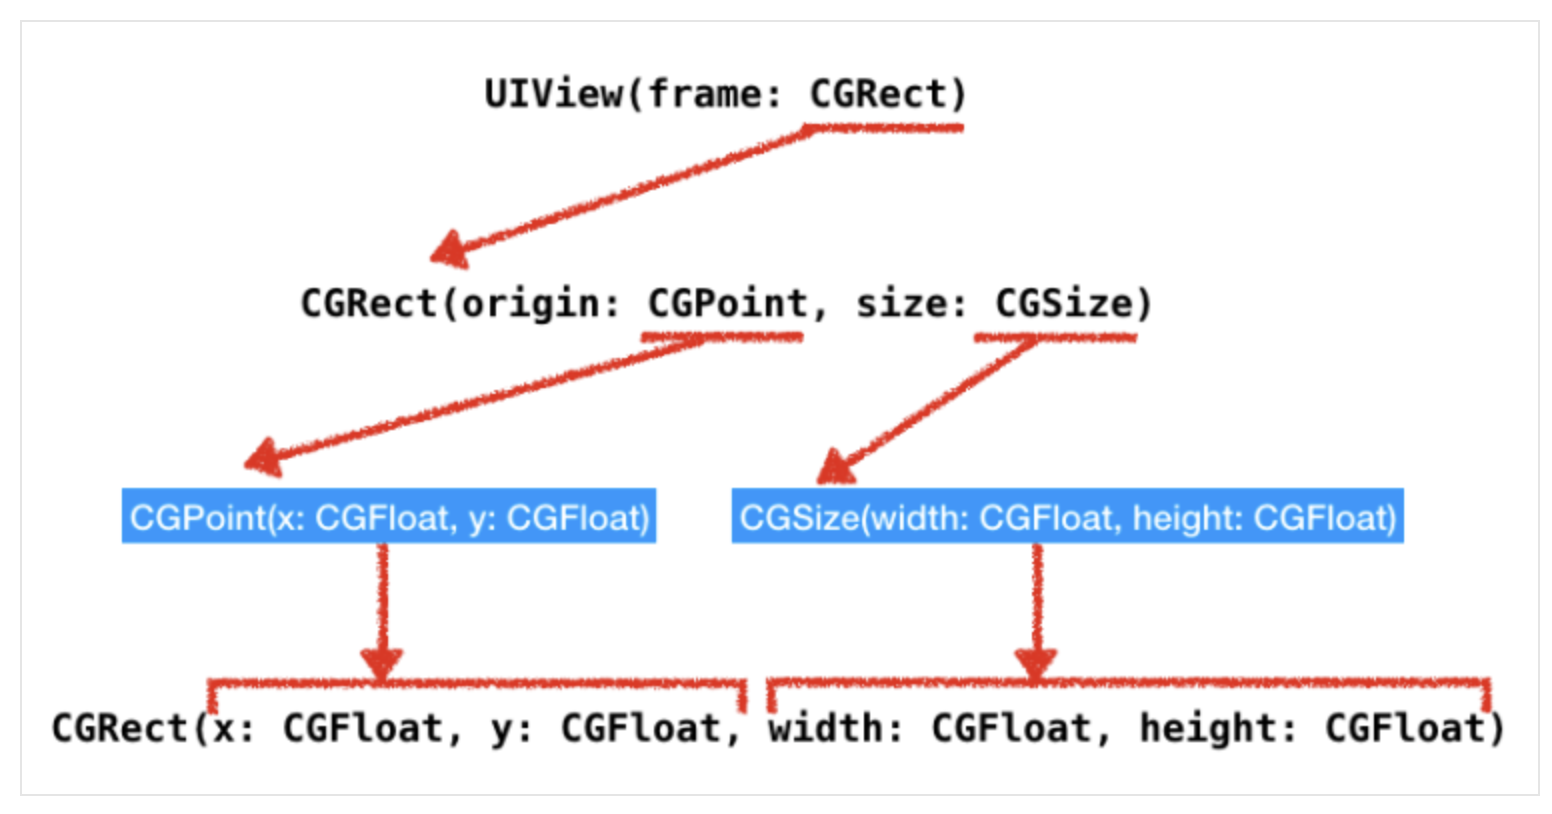 UIView(frame: CGRect)
CGRect(origin: CGPoint, size: CGSize)
CGPoint(x: CGFloat, y: CGFloat)
CGSize(width: CGFloat, height: CGFloat)
CGRect(x: CGFloat, y: CGFloat, width: CGFloat, height: CGFloat)